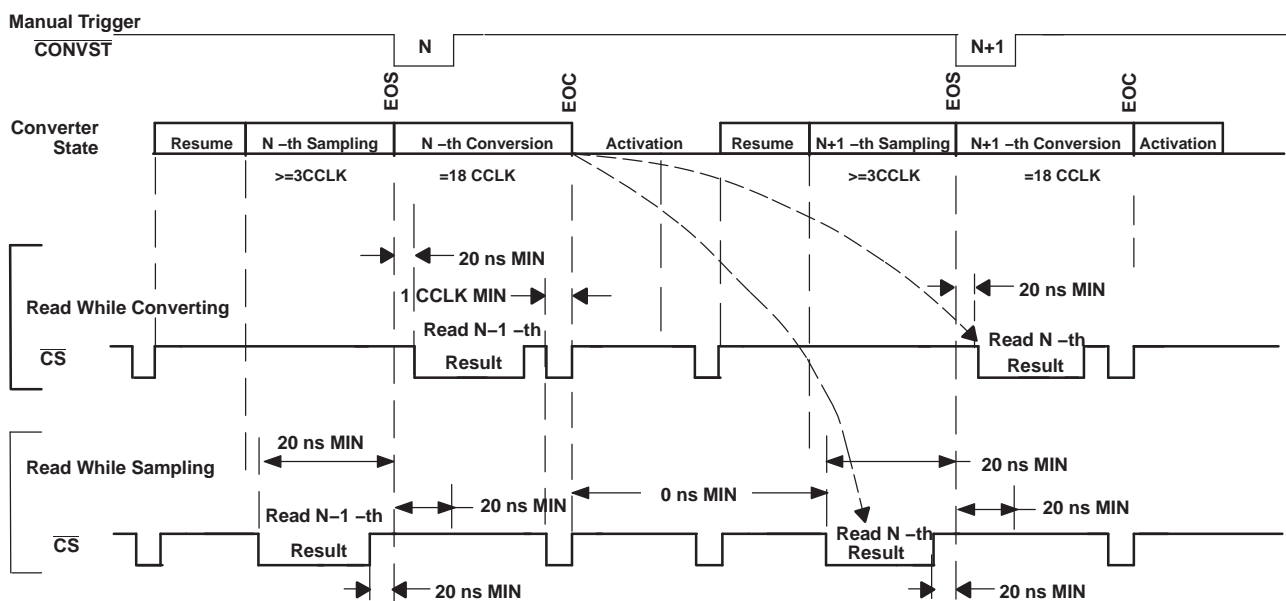 Manual Trigger
CONVST
N
N+1
EOS
EOC
EOS
EOC
Converter
State
Resume
N −th Sampling
N −th Conversion
Activation
Resume
N+1 −th Sampling
N+1 −th Conversion
Activation
>=3CCLK
=18 CCLK
>=3CCLK
=18 CCLK
20 ns MIN
20 ns MIN
1 CCLK MIN
Read While Converting
Read N−1 −th
Result
Read N −th
Result
CS
20 ns MIN
Read While Sampling
20 ns MIN
0 ns MIN
20 ns MIN
20 ns MIN
Read N−1 −th
Result
Read N −th
Result
CS
20 ns MIN
20 ns MIN